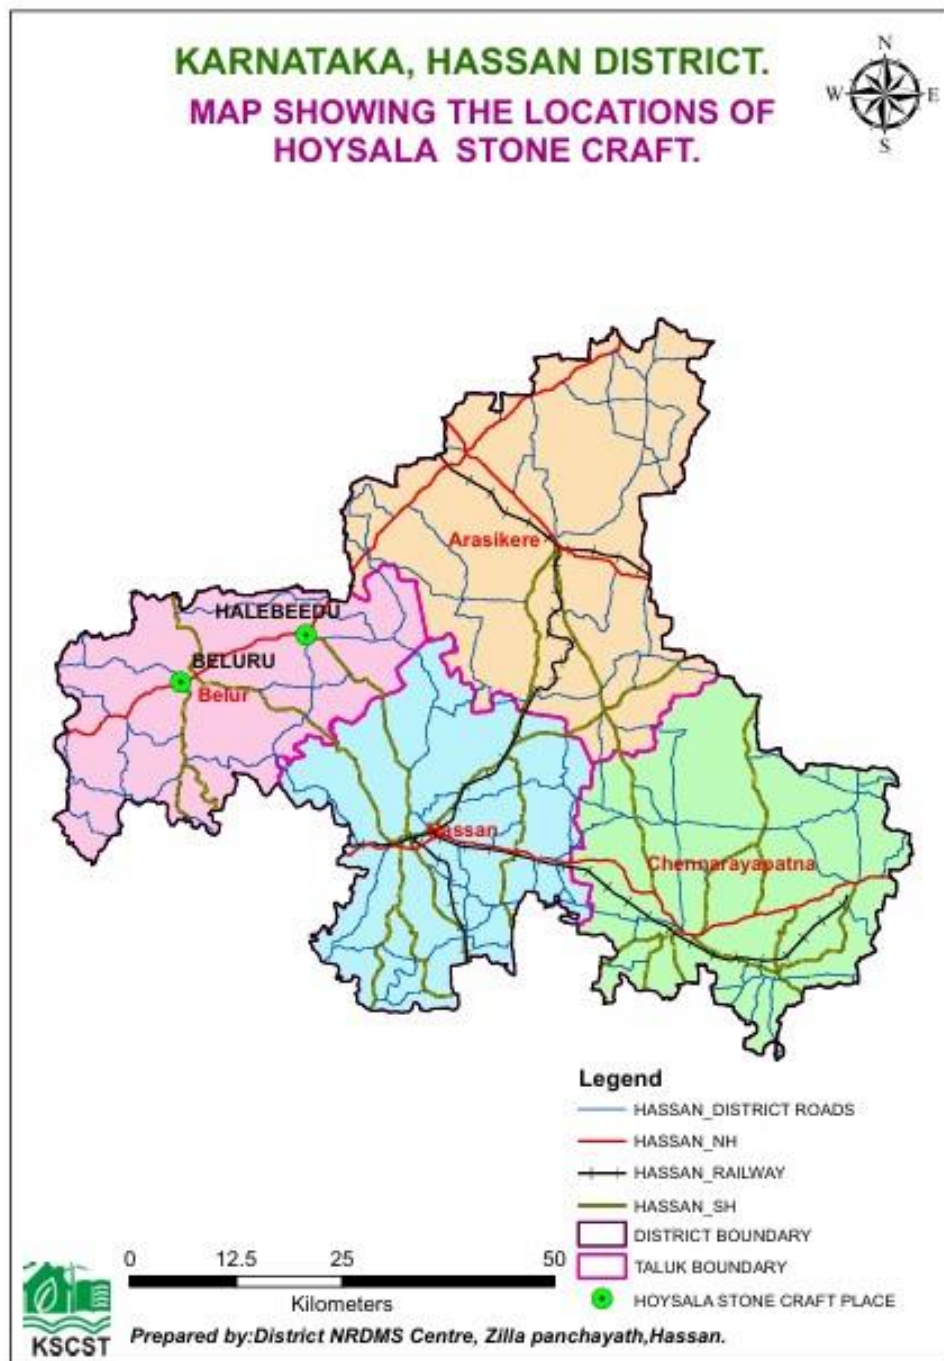 KARNATAKA, HASSAN DISTRICT.
MAP SHOWING THE LOCATIONS OF
HOYSALA STONE CRAFT.
N
W
E
S
Arasikere
HALEBEEDU
BELURU
Belur
Hassan
Chennarayapatna
Legend
HASSAN_DISTRICT ROADS
HASSAN_NH
HASSAN_RAILWAY
HASSAN_SH
DISTRICT BOUNDARY
TALUK BOUNDARY
HOYSALA STONE CRAFT PLACE
0 12.5 25 50
Kilometers
KSCST
Prepared by:District NRDMS Centre, Zilla panchayath,Hassan.